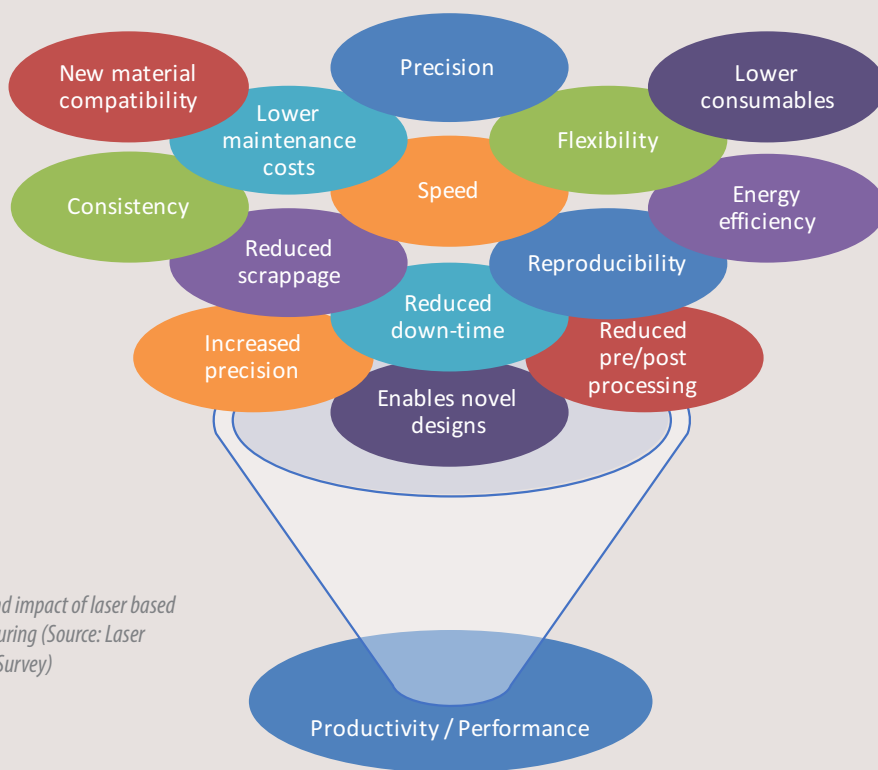 Precision
New material
compatibility
Lower
consumables
Lower
maintenance
costs
Flexibility
Speed
Consistency
Energy
efficiency
Reduced
scrappage
Reproducibility
Reduced
down-time
Increased
precision
Reduced
pre/post
processing
Enables novel
designs
impact of laser based
(Source: Laser
Survey)
Productivity / Performance